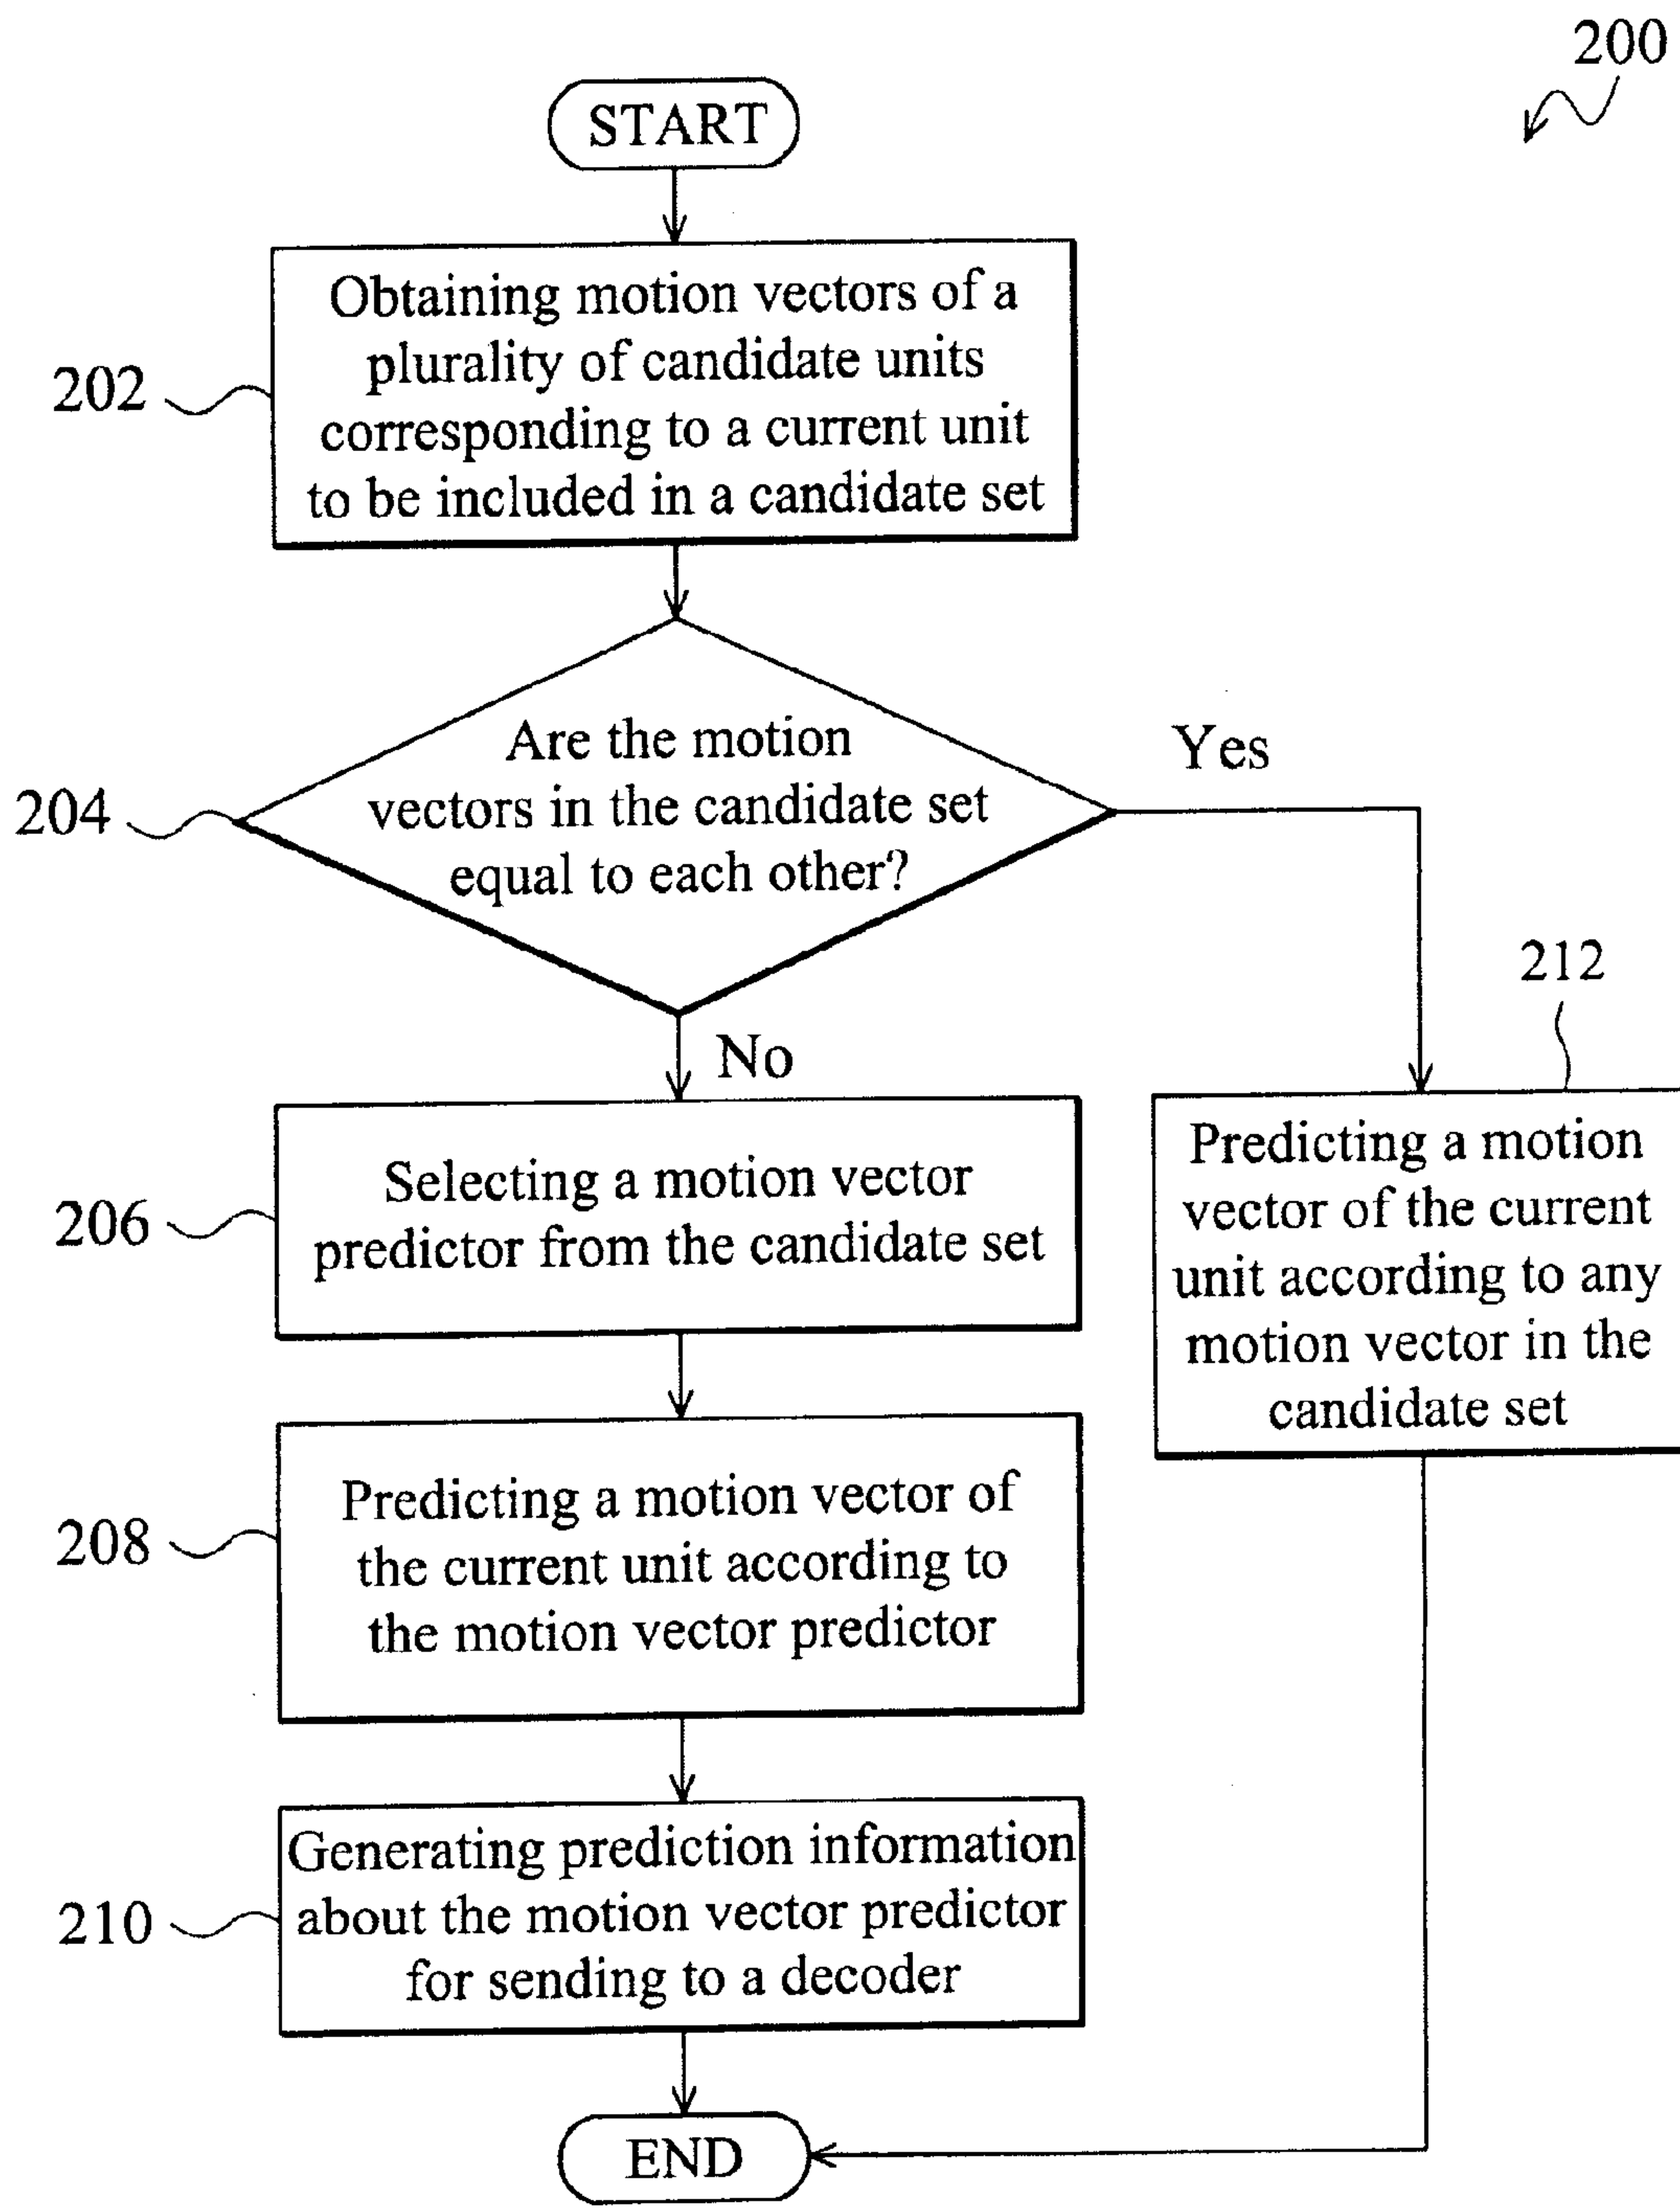 200
START
202
Obtaining motion vectors of a
plurality of candidate units
corresponding to a current unit
to be included in a candidate set
204
Are the motion
vectors in the candidate set
equal to each other?
Yes
No
212
Predicting a motion
vector of the current
unit according to any
motion vector in the
candidate set
206
Selecting a motion vector
predictor from the candidate set
208
Predicting a motion vector of
the current unit according to
the motion vector predictor
210
Generating prediction information
about the motion vector predictor
for sending to a decoder
END